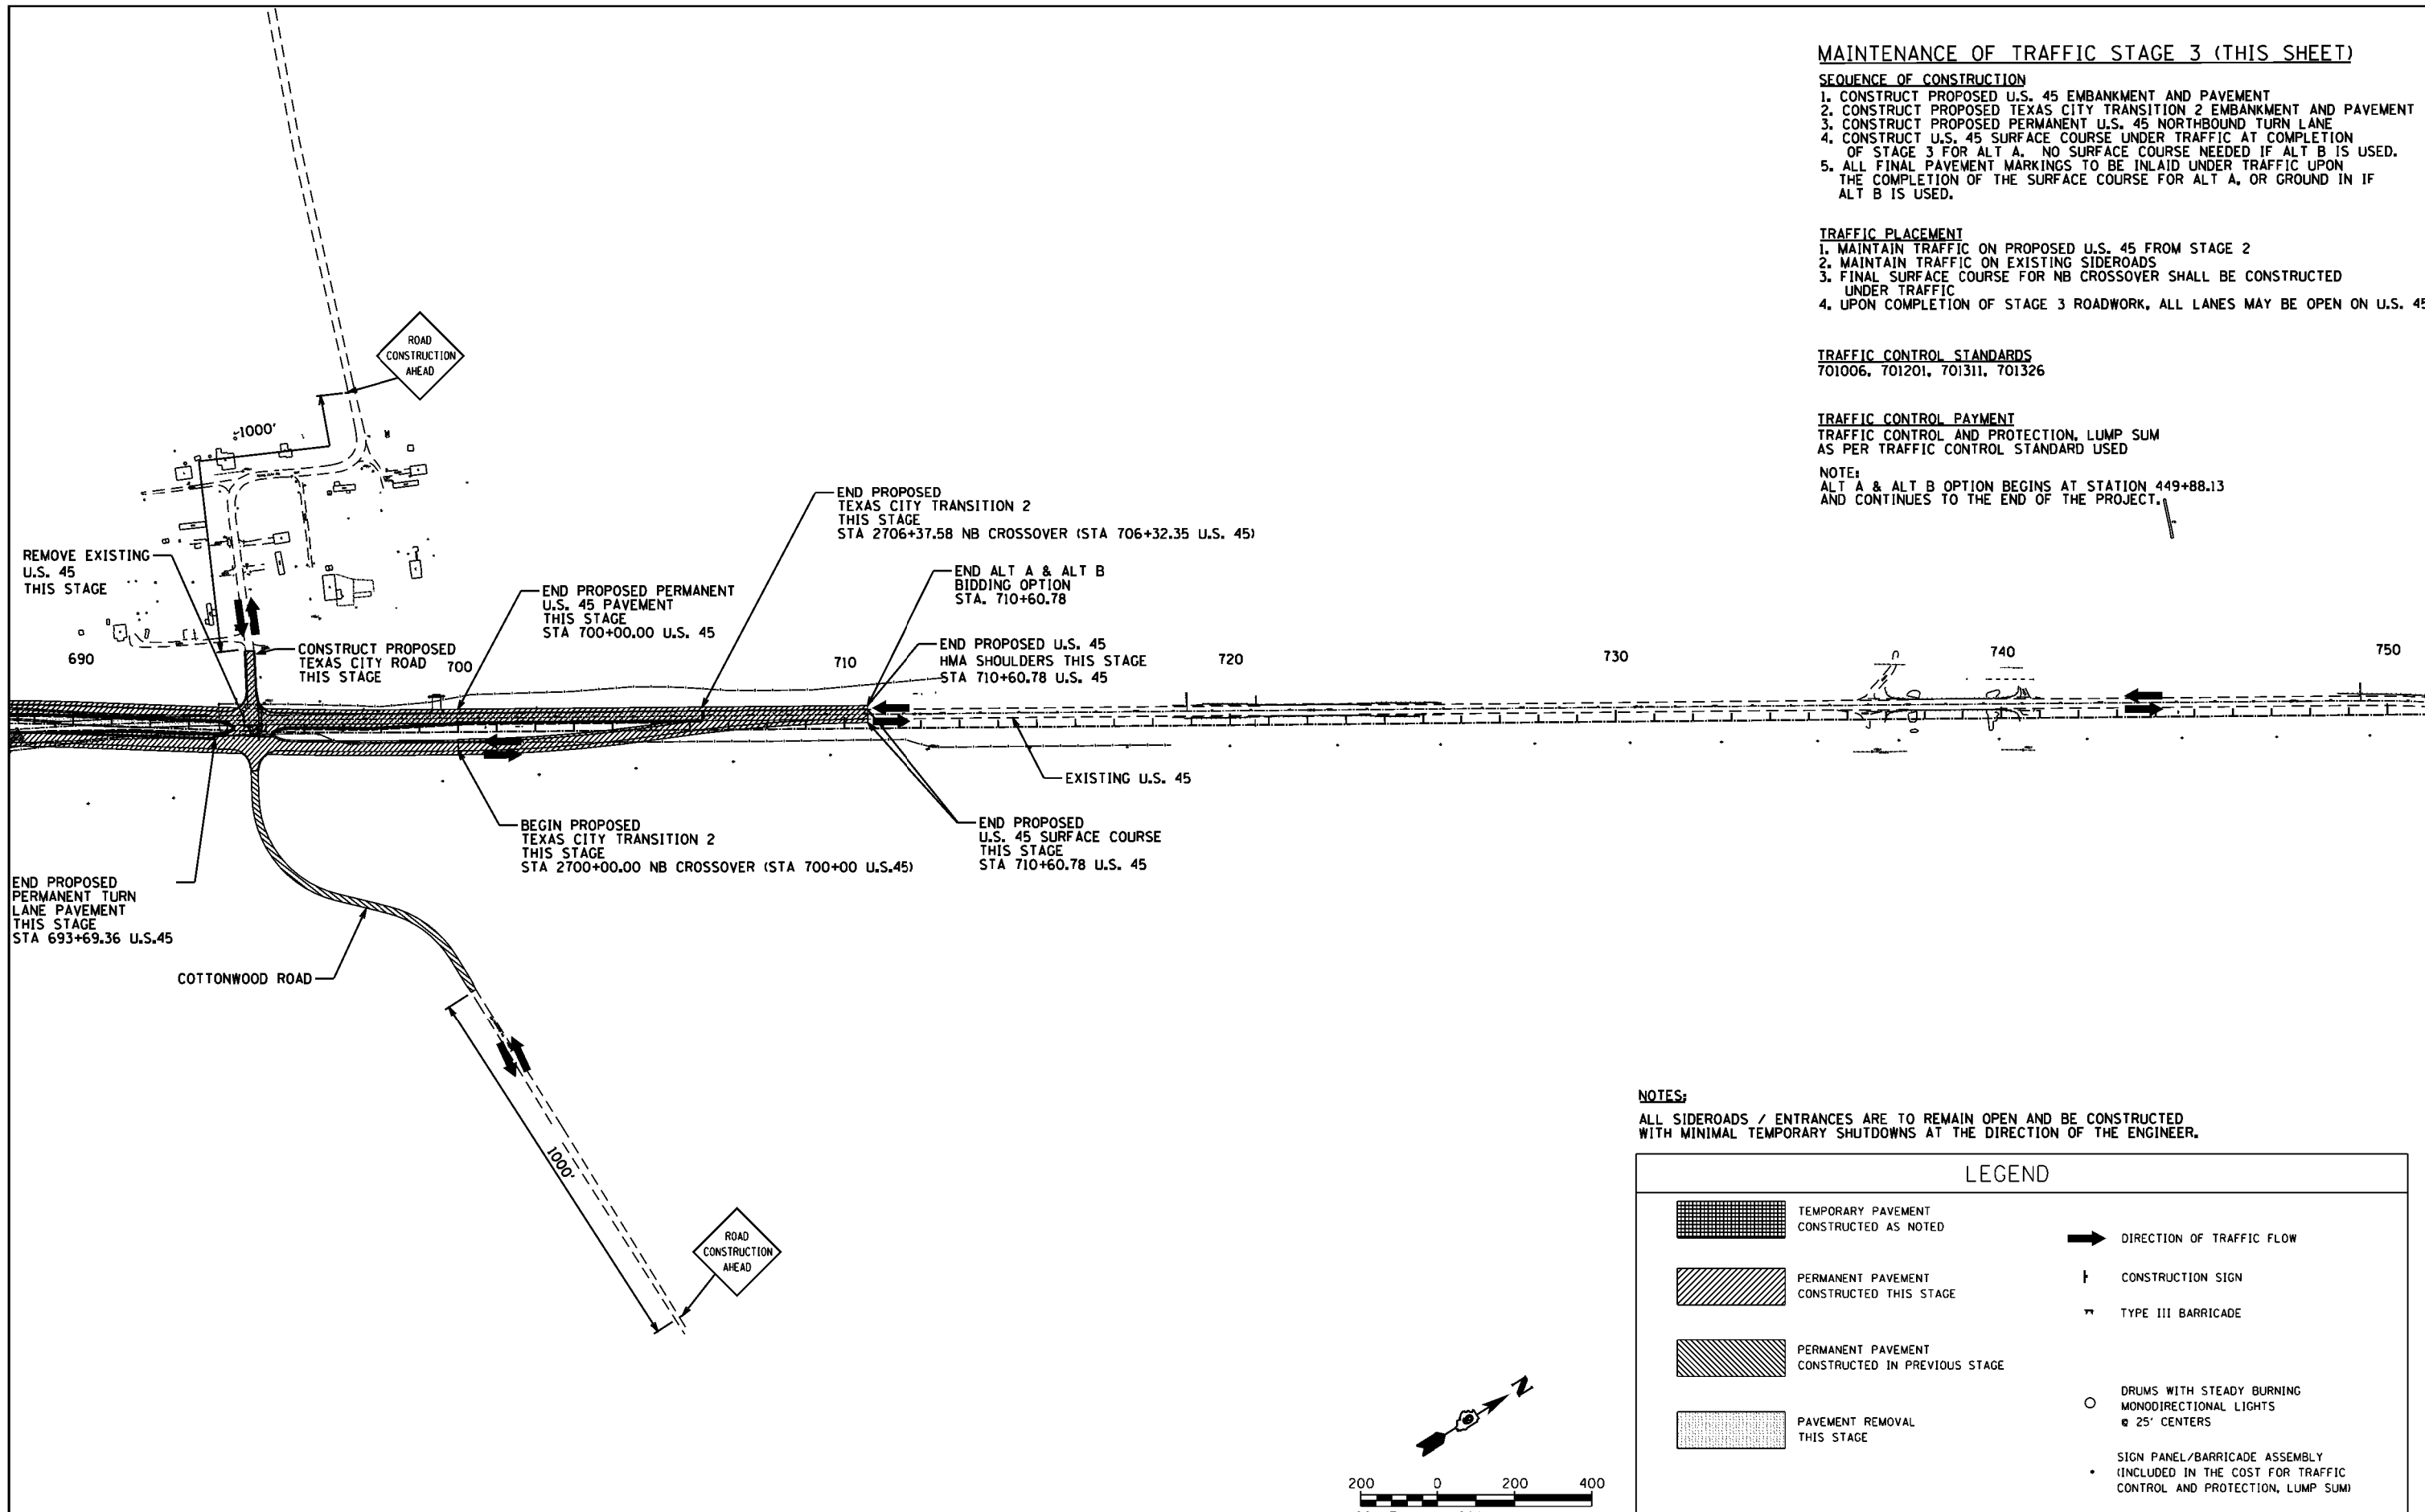 MAINTENANCE OF TRAFFIC STAGE 3 (THIS SHEET)
SEQUENCE OF CONSTRUCTION
1. CONSTRUCT PROPOSED U.S. 45 EMBANKMENT AND PAVEMENT
2. CONSTRUCT PROPOSED TEXAS CITY TRANSITION 2 EMBANKMENT AND PAVEMENT
3. CONSTRUCT PROPOSED PERMANENT U.S. 45 NORTHBOUND TURN LANE
4. CONSTRUCT U.S. 45 SURFACE COURSE UNDER TRAFFIC AT COMPLETION
OF STAGE 3 FOR ALT A. NO SURFACE COURSE NEEDED IF ALT B IS USED.
5. ALL FINAL PAVEMENT MARKINGS TO BE INLAID UNDER TRAFFIC UPON
THE COMPLETION OF THE SURFACE COURSE FOR ALT A, OR GROUND IN IF
ALT B IS USED.
TRAFFIC PLACEMENT
1. MAINTAIN TRAFFIC ON PROPOSED U.S. 45 FROM STAGE 2
2. MAINTAIN TRAFFIC ON EXISTING SIDEROADS
3. FINAL SURFACE COURSE FOR NB CROSSOVER SHALL BE CONSTRUCTED
UNDER TRAFFIC
4. UPON COMPLETION OF STAGE 3 ROADWORK, ALL LANES MAY BE OPEN ON U.S. 45
TRAFFIC CONTROL STANDARDS
701006, 701201, 701311, 701326
TRAFFIC CONTROL PAYMENT
TRAFFIC CONTROL AND PROTECTION, LUMP SUM
AS PER TRAFFIC CONTROL STANDARD USED
NOTE:
ALT A & ALT B OPTION BEGINS AT STATION 449+88.13
AND CONTINUES TO THE END OF THE PROJECT.
ROAD
CONSTRUCTION
AHEAD
1000'
REMOVE EXISTING
U.S. 45
THIS STAGE
END PROPOSED
TEXAS CITY TRANSITION 2
THIS STAGE
STA 2706+37.58 NB CROSSOVER (STA 706+32.35 U.S. 45)
END PROPOSED PERMANENT
U.S. 45 PAVEMENT
THIS STAGE
STA 700+00.00 U.S. 45
END ALT A & ALT B
BIDDING OPTION
STA. 710+60.78
END PROPOSED U.S. 45
HMA SHOULDERS THIS STAGE
STA 710+60.78 U.S. 45
CONSTRUCT PROPOSED
TEXAS CITY ROAD
THIS STAGE
690
700
710
720
730
740
750
EXISTING U.S. 45
BEGIN PROPOSED
TEXAS CITY TRANSITION 2
THIS STAGE
STA 2700+00.00 NB CROSSOVER (STA 700+00 U.S.45)
END PROPOSED
U.S. 45 SURFACE COURSE
THIS STAGE
STA 710+60.78 U.S. 45
END PROPOSED
PERMANENT TURN
LANE PAVEMENT
THIS STAGE
STA 693+69.36 U.S.45
COTTONWOOD ROAD
1000'
ROAD
CONSTRUCTION
AHEAD
NOTES:
ALL SIDEROADS / ENTRANCES ARE TO REMAIN OPEN AND BE CONSTRUCTED
WITH MINIMAL TEMPORARY SHUTDOWNS AT THE DIRECTION OF THE ENGINEER.
LEGEND
TEMPORARY PAVEMENT
CONSTRUCTED AS NOTED
PERMANENT PAVEMENT
CONSTRUCTED THIS STAGE
PERMANENT PAVEMENT
CONSTRUCTED IN PREVIOUS STAGE
PAVEMENT REMOVAL
THIS STAGE
DIRECTION OF TRAFFIC FLOW
CONSTRUCTION SIGN
TYPE III BARRICADE
DRUMS WITH STEADY BURNING
MONODIRECTIONAL LIGHTS
@ 25' CENTERS
SIGN PANEL/BARRICADE ASSEMBLY
(INCLUDED IN THE COST FOR TRAFFIC
CONTROL AND PROTECTION, LUMP SUM)
N
200 0 200 400